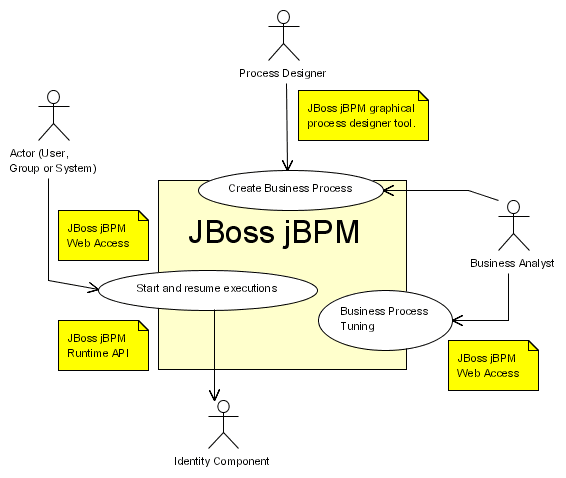 Process Designer
JBoss jBPM graphical
process designer tool.
Actor (User,
Group or System)
Create Business Process
JBoss jBPM
JBoss jBPM
Web Access
Business Analyst
Start and resume executions
Business Process
Tuning
JBoss jBPM
Runtime API
JBoss jBPM
Web Access
Identity Component